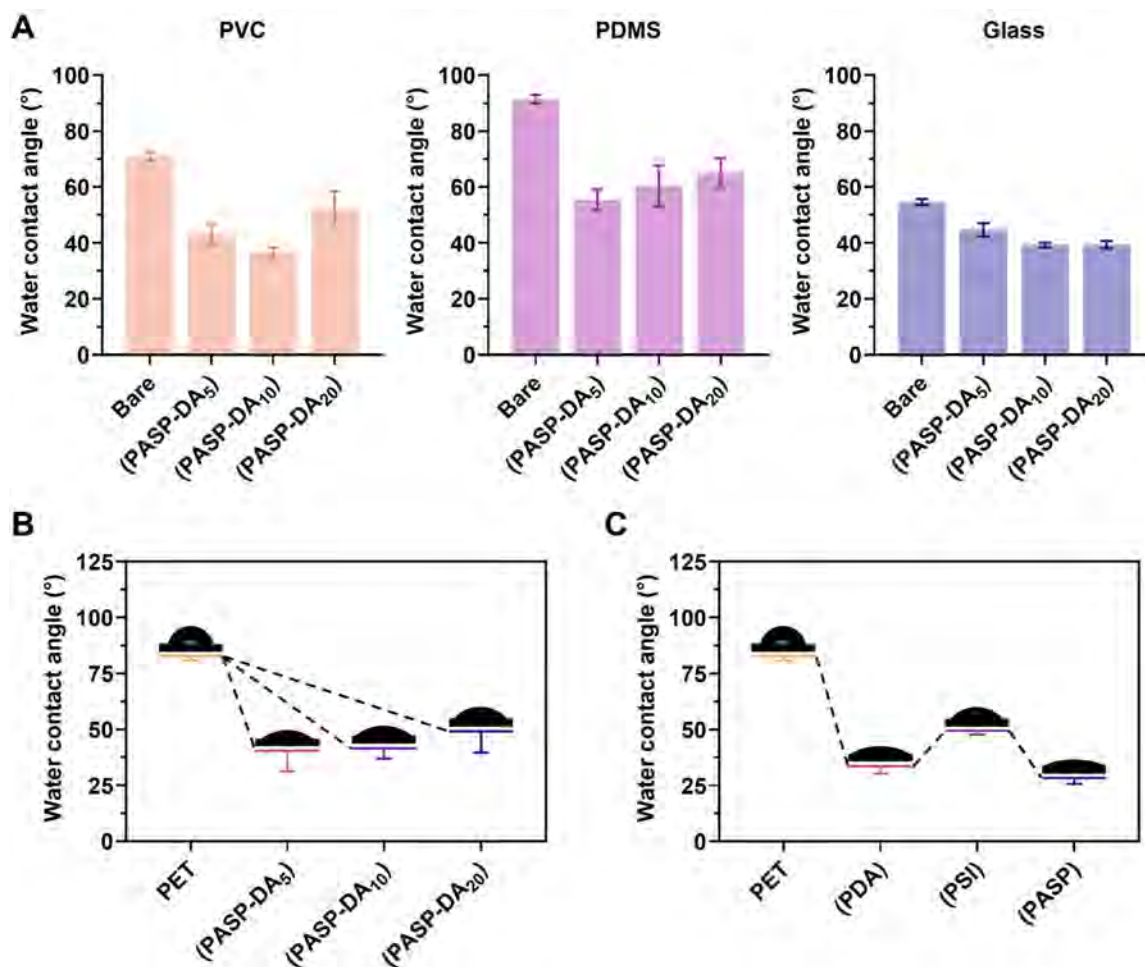 A
PVC
PDMS
Glass
Water contact angle (°)
100
80
60
40
20
0
Bare
(PASP-DA₅)
(PASP-DA₁₀)
(PASP-DA₂₀)
Water contact angle (°)
100
80
60
40
20
0
Bare
(PASP-DA₅)
(PASP-DA₁₀)
(PASP-DA₂₀)
Water contact angle (°)
100
80
60
40
20
0
Bare
(PASP-DA₅)
(PASP-DA₁₀)
(PASP-DA₂₀)
B
Water contact angle (°)
125
100
75
50
25
0
PET
(PASP-DA₅)
(PASP-DA₁₀)
(PASP-DA₂₀)
C
Water contact angle (°)
125
100
75
50
25
0
PET
(PDA)
(PSI)
(PASP)